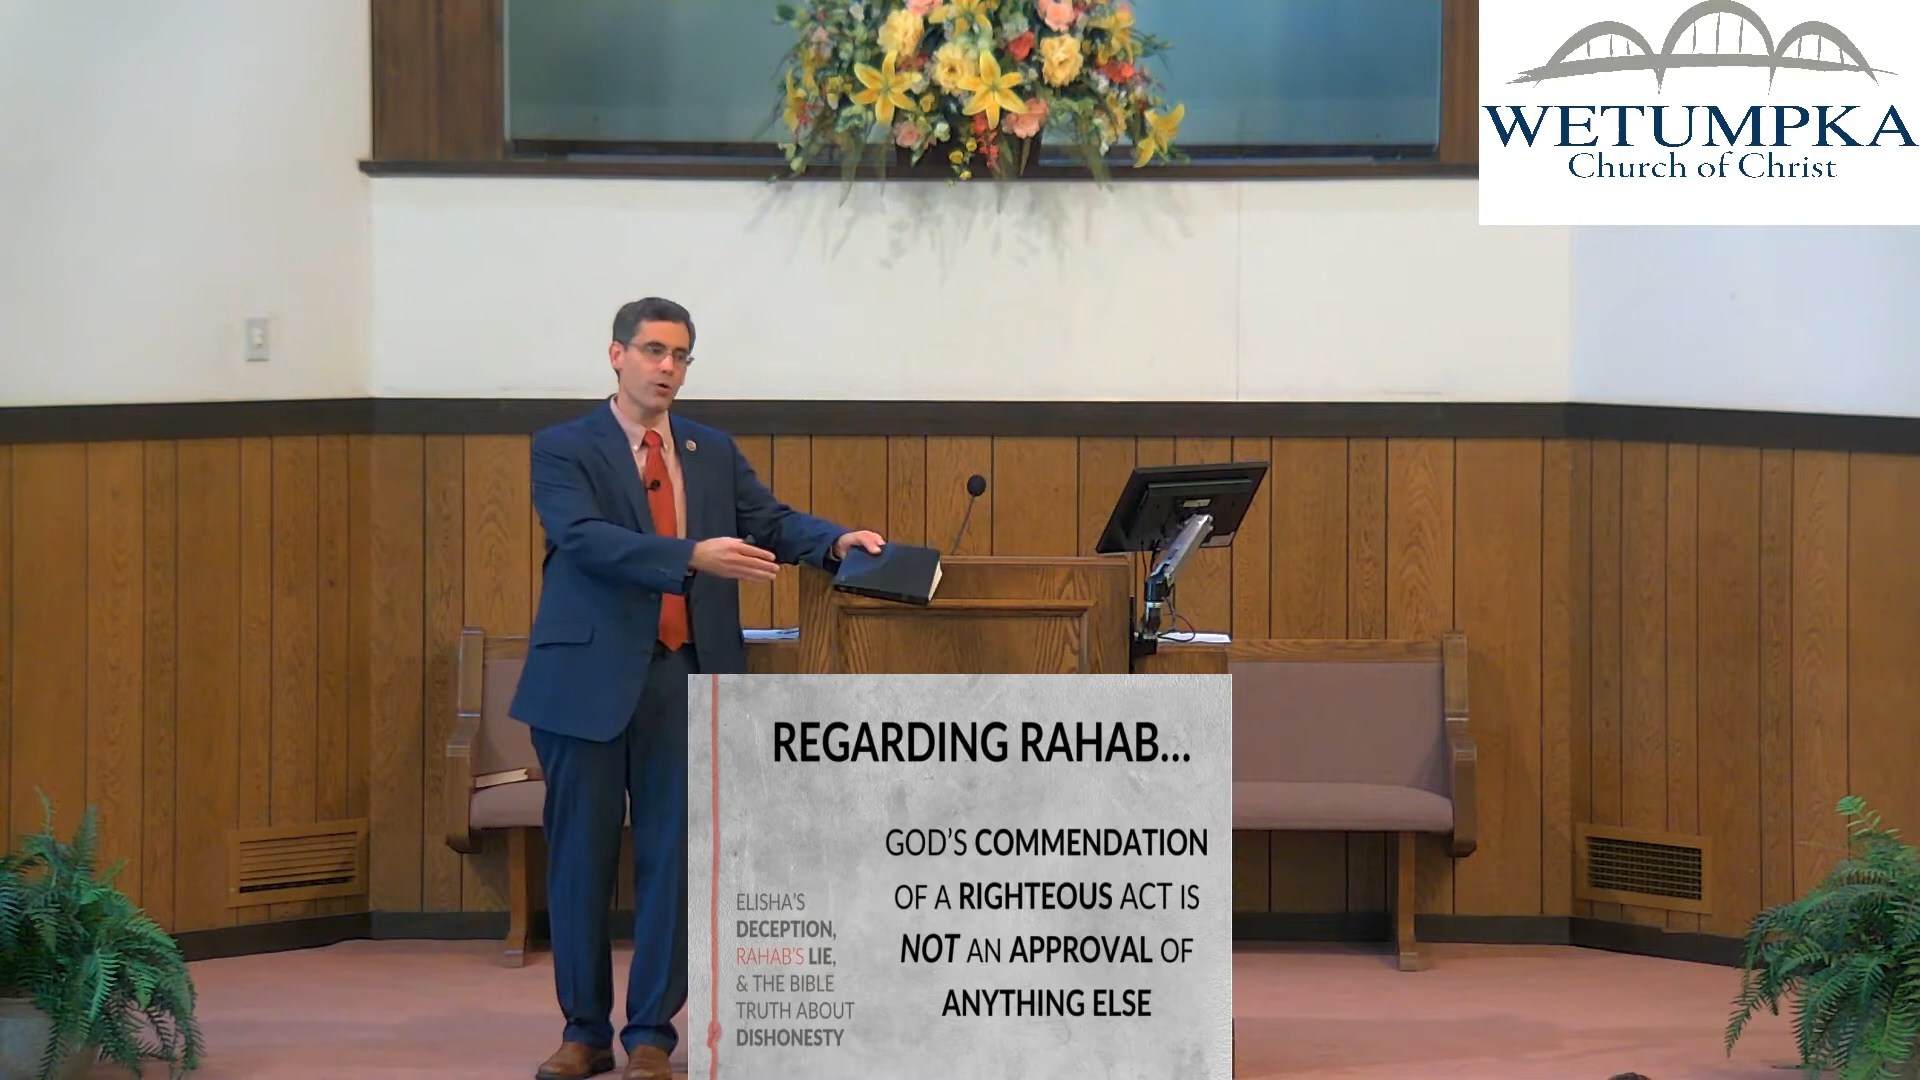 WETUMPKA
Church of Christ
REGARDING RAHAB...
GOD'S COMMENDATION
OF A RIGHTEOUS ACT IS
NOT AN APPROVAL OF
ANYTHING ELSE
ELISHA'S
DECEPTION,
RAHAB'S LIE,
& THE BIBLE
TRUTH ABOUT
DISHONESTY